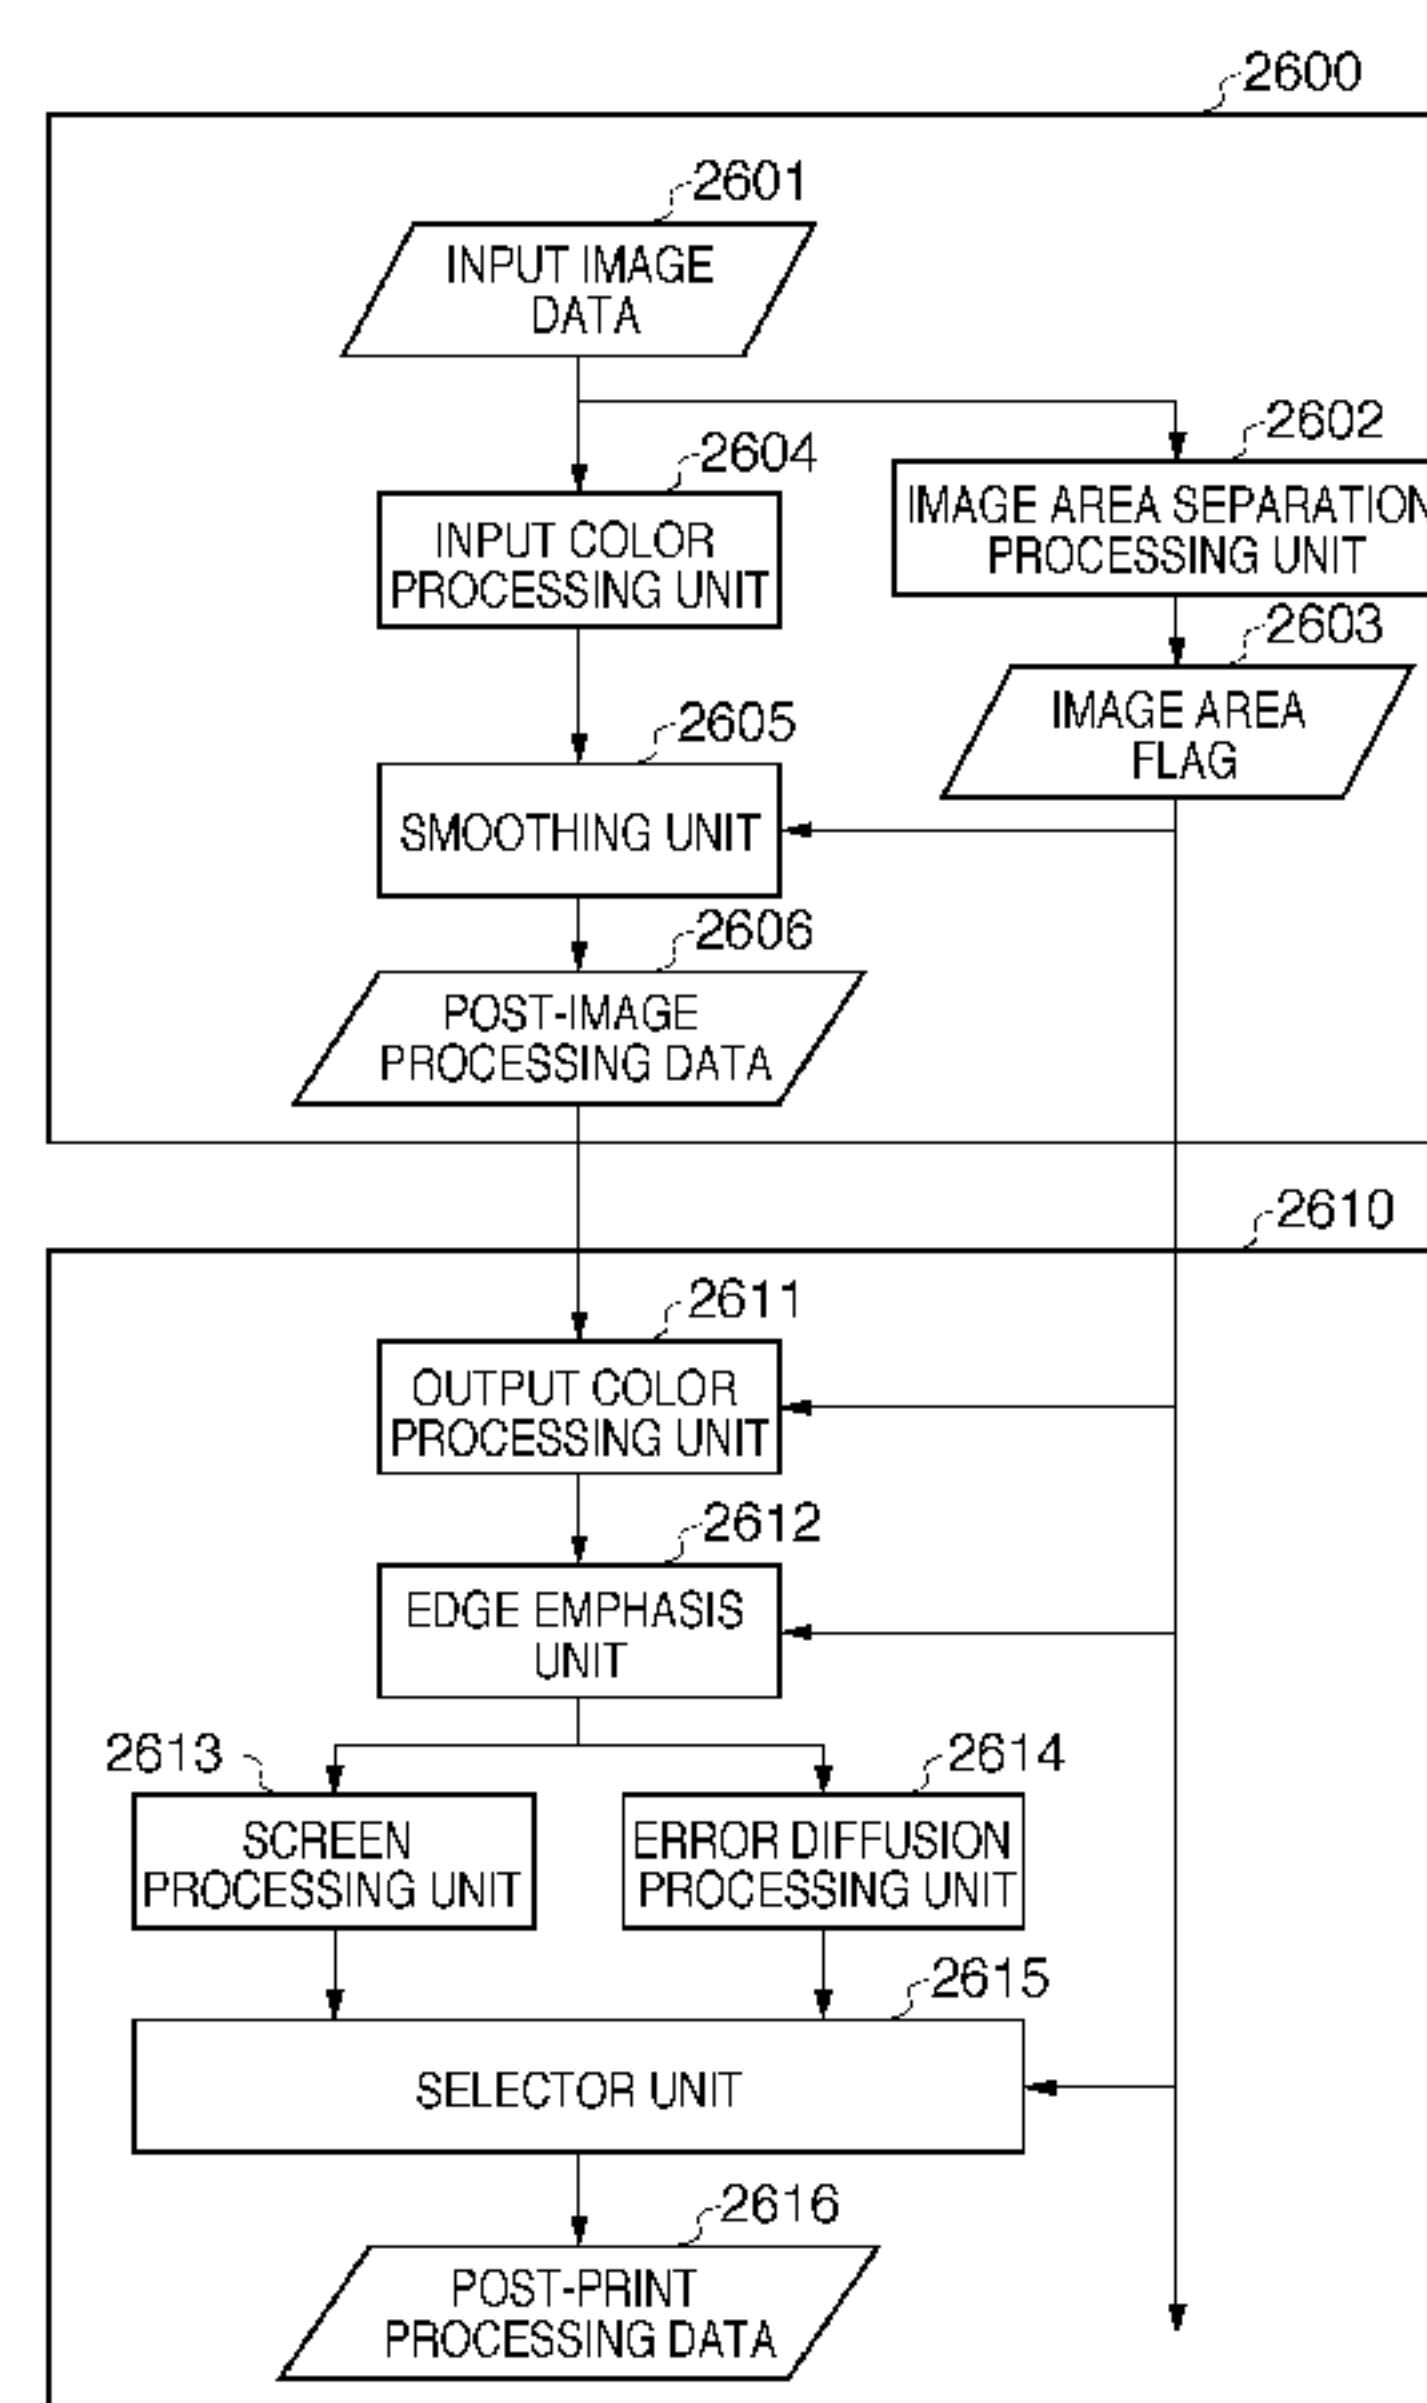 2600
2601
INPUT IMAGE
DATA
2602
2604
IMAGE AREA SEPARATION
PROCESSING UNIT
INPUT COLOR
PROCESSING UNIT
2603
IMAGE AREA
FLAG
2605
SMOOTHING UNIT
2606
POST-IMAGE
PROCESSING DATA
2610
2611
OUTPUT COLOR
PROCESSING UNIT
2612
EDGE EMPHASIS
UNIT
2613
2614
SCREEN
PROCESSING UNIT
ERROR DIFFUSION
PROCESSING UNIT
2615
SELECTOR UNIT
2616
POST-PRINT
PROCESSING DATA